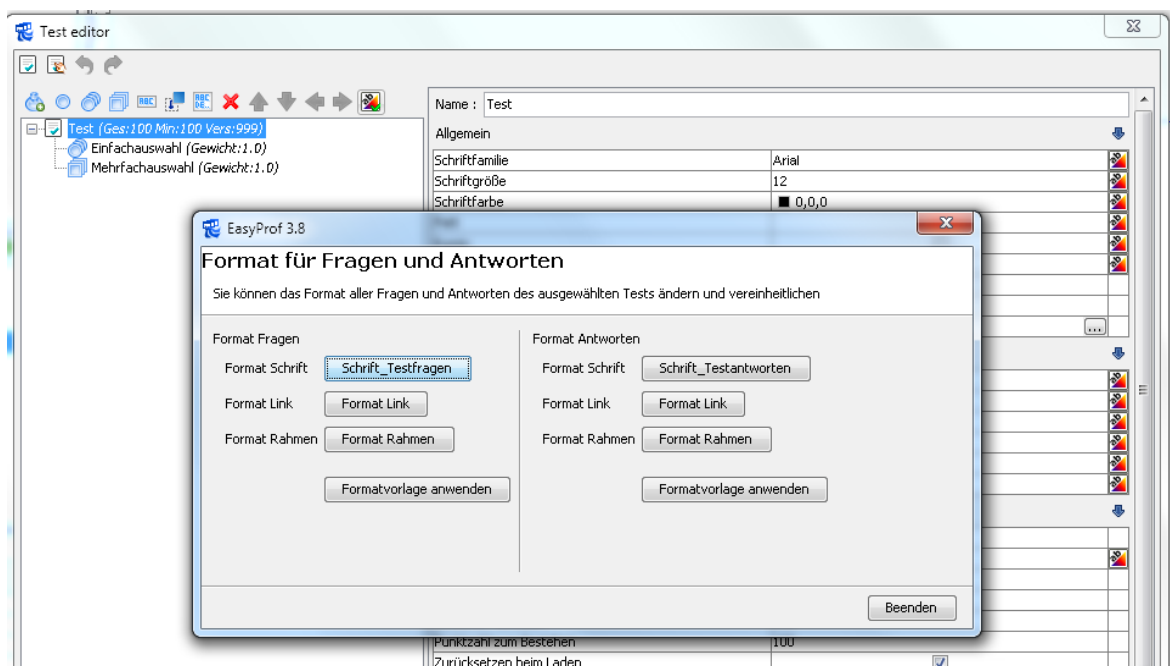 Test editor
Name : Test
Test (Ges:100 Min:100 Vers:999)
Einfachauswahl (Gewicht:1.0)
Mehrfachauswahl (Gewicht:1.0)
Allgemein
Schriftfamilie Arial
Schriftgröße 12
Schriftfarbe 0,0,0
EasyProf 3.8
Format für Fragen und Antworten
Sie können das Format aller Fragen und Antworten des ausgewählten Tests ändern und vereinheitlichen
Format Fragen
Format Schrift Schrift_Testfragen
Format Link Format Link
Format Rahmen Format Rahmen
Formatvorlage anwenden
Format Antworten
Format Schrift Schrift_Testantworten
Format Link Format Link
Format Rahmen Format Rahmen
Formatvorlage anwenden
...
Beenden
Punktzahl zum Bestehen 100
Zurücksetzen beim Laden